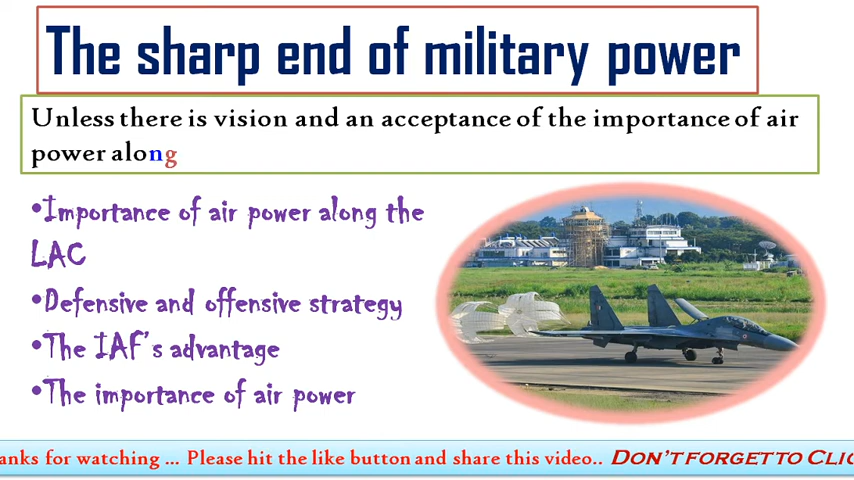 The sharp end of military power
Unless there is vision and an acceptance of the importance of air
power along
•Importance of air power along the
LAC
•Defensive and offensive strategy
•The IAF's advantage
•The importance of air power
anks for watching ... Please hit the like button and share this video.. DON'T FORGET TO CLIC